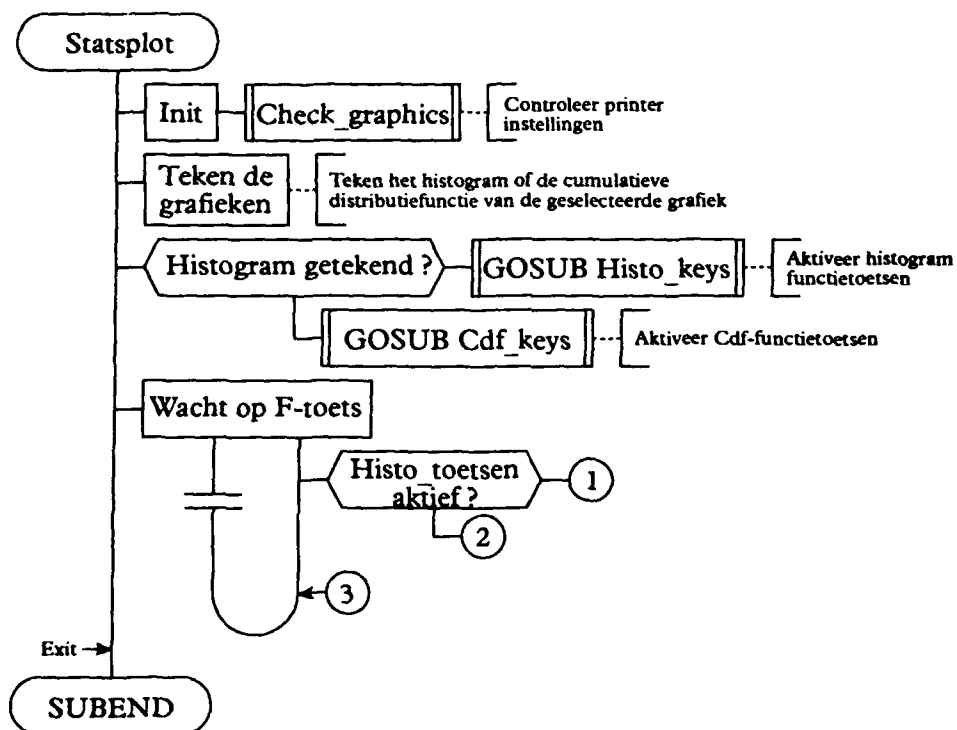 Statsplot
Init
Check_graphics
Controleer printer
instellingen
Teken de
grafieken
Teken het histogram of de cumulatieve
distributiefunctie van de geselecteerde grafiek
Histogram getekend ?
GOSUB Histo_keys
Aktiveer histogram
functietoetsen
GOSUB Cdf_keys
Aktiveer Cdf-functietoetsen
Wacht op F-toets
Histo_toetsen
aktief ?
1
2
3
Exit
SUBEND